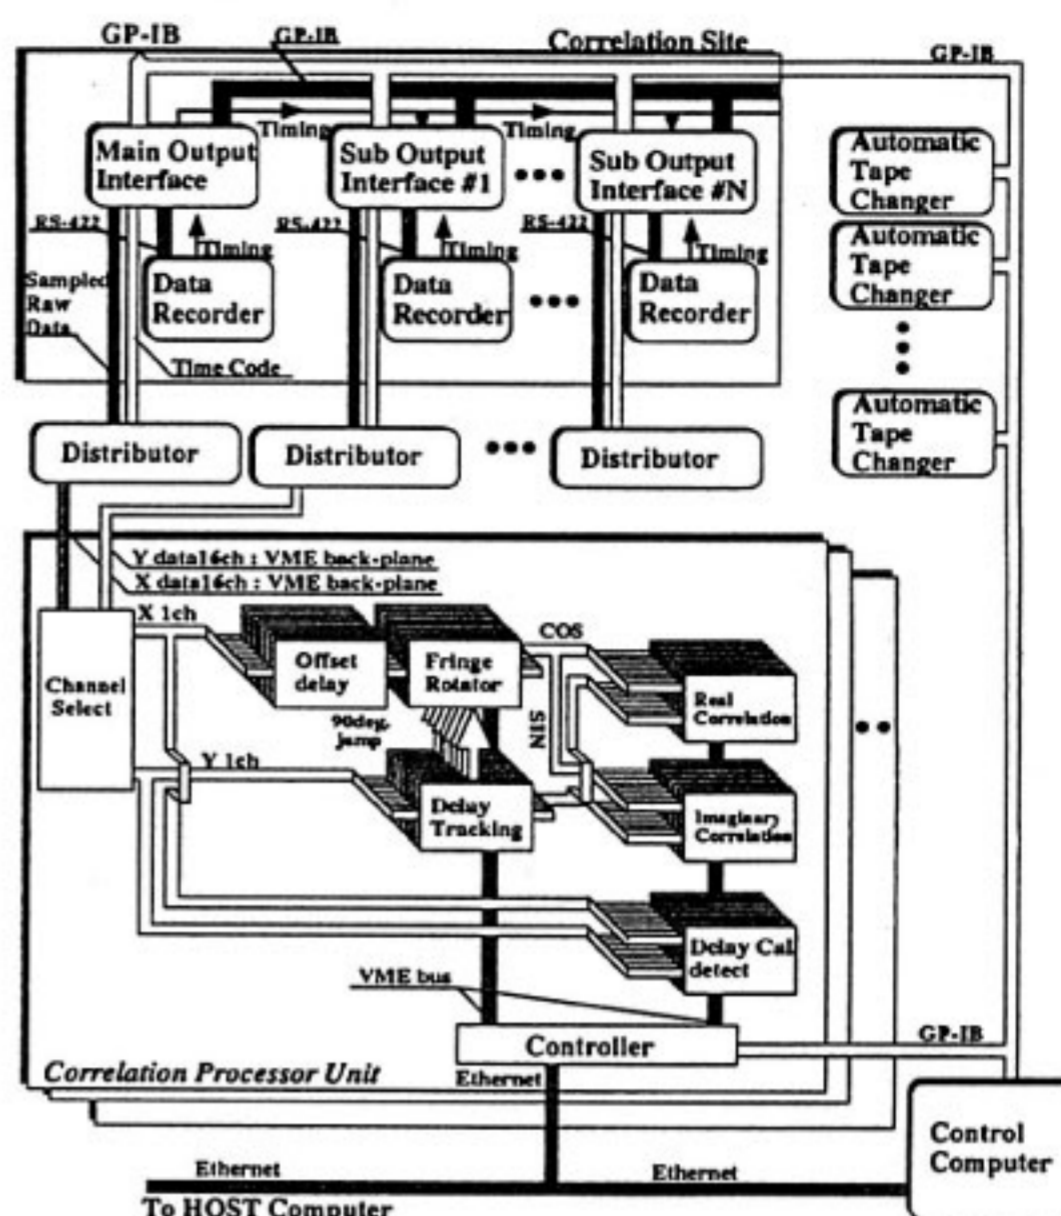 GP-IB
GP-IB
Correlation Site
GP-IB
Timing
Timing
Main Output
Interface
Sub Output
Interface #1
Sub Output
Interface #N
Automatic
Tape
Changer
RS-422
RS-422
RS-422
Timing
Timing
Timing
Automatic
Tape
Changer
Sampled
Raw
Data
Data
Recorder
Data
Recorder
Data
Recorder
Time Code
Automatic
Tape
Changer
Distributor
Distributor
Distributor
Y data16ch : VME back-plane
X data16ch : VME back-plane
X 1ch
COS
Channel
Select
Offset
delay
Fringe
Rotator
Real
Correlation
90deg.
jump
SIN
Y 1ch
Delay
Tracking
Imaginary
Correlation
Delay Cal.
detect
VME bus
Controller
GP-IB
Correlation Processor Unit
Ethernet
Control
Computer
Ethernet
Ethernet
To HOST Computer